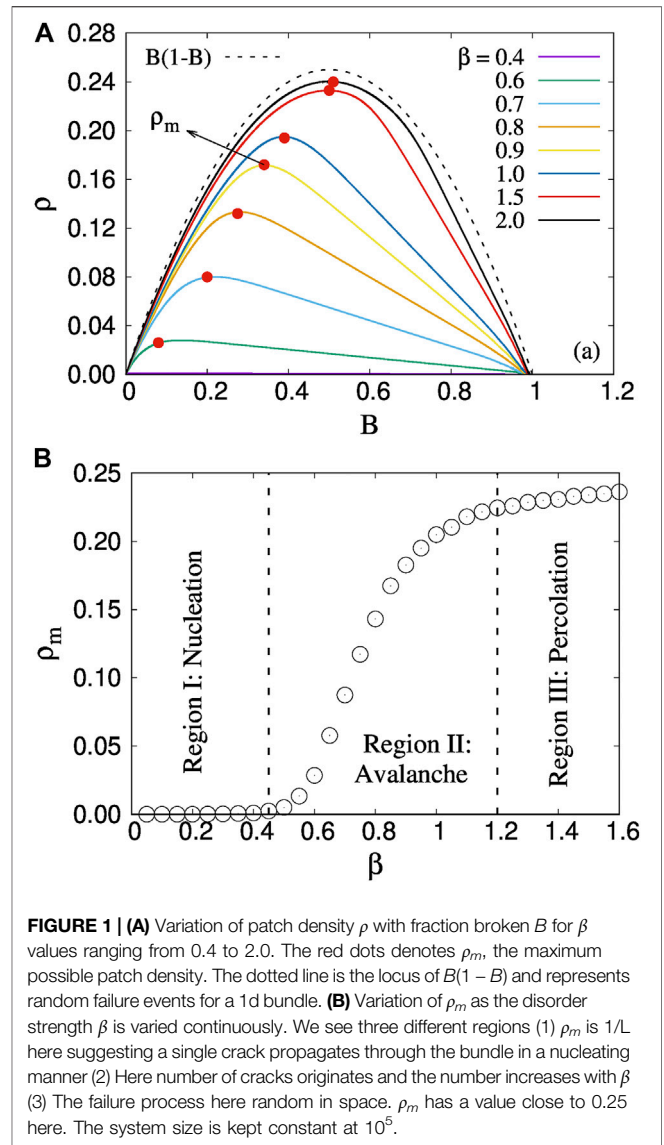 A
0.28
0.24
0.20
0.16
0.12
0.08
0.04
0.00
ρ
B(1-B)
ρm
β = 0.4
0.6
0.7
0.8
0.9
1.0
1.5
2.0
(a)
0 0.2 0.4 0.6 0.8 1 1.2
B
B
0.25
0.20
0.15
0.10
0.05
0.00
ρm
Region I: Nucleation
Region II:
Avalanche
Region III: Percolation
0 0.2 0.4 0.6 0.8 1.0 1.2 1.4 1.6
β
FIGURE 1 | (A) Variation of patch density ρ with fraction broken B for β
values ranging from 0.4 to 2.0. The red dots denotes ρm, the maximum
possible patch density. The dotted line is the locus of B(1 – B) and represents
random failure events for a 1d bundle. (B) Variation of ρm as the disorder
strength β is varied continuously. We see three different regions (1) ρm is 1/L
here suggesting a single crack propagates through the bundle in a nucleating
manner (2) Here number of cracks originates and the number increases with β
(3) The failure process here random in space. ρm has a value close to 0.25
here. The system size is kept constant at 10⁵.